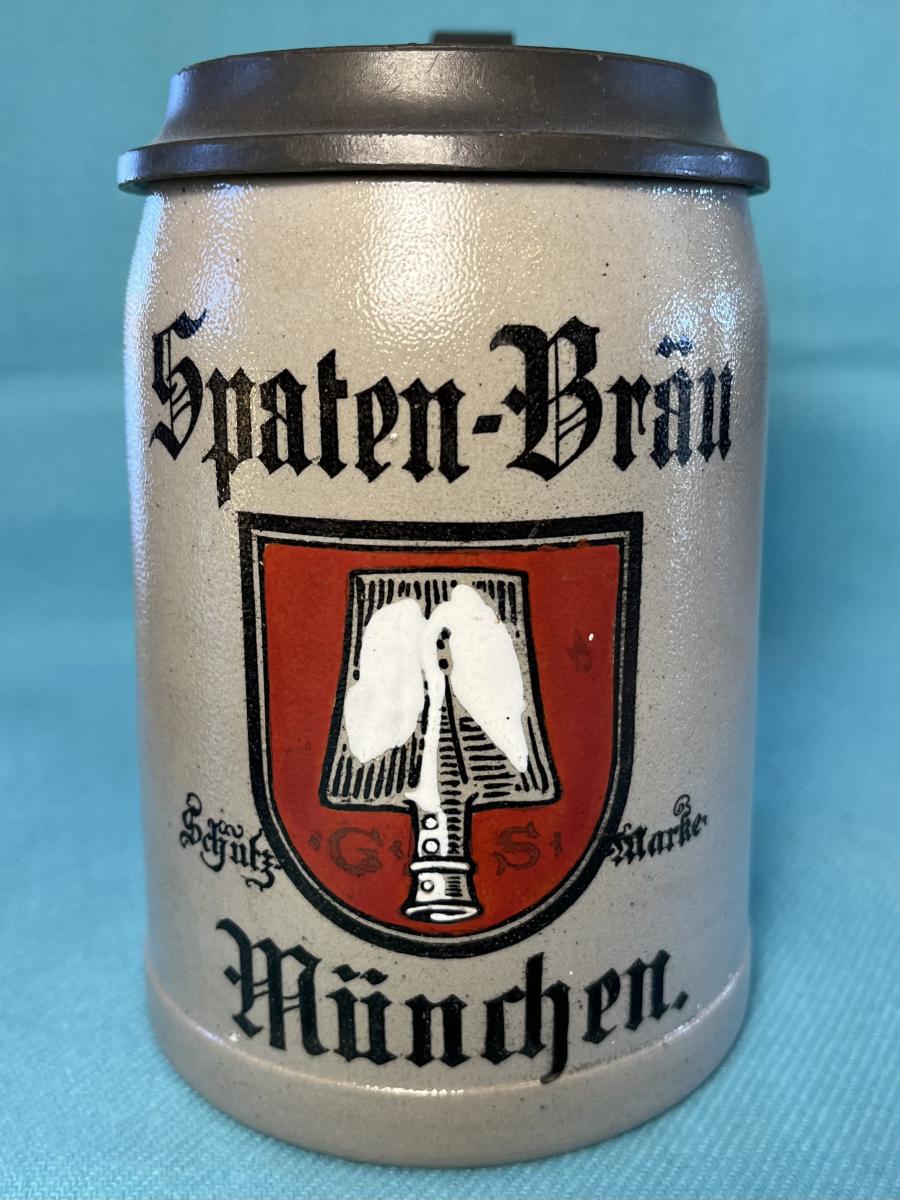 Spaten-Bräu
G S
Schutz-Marke.
München.